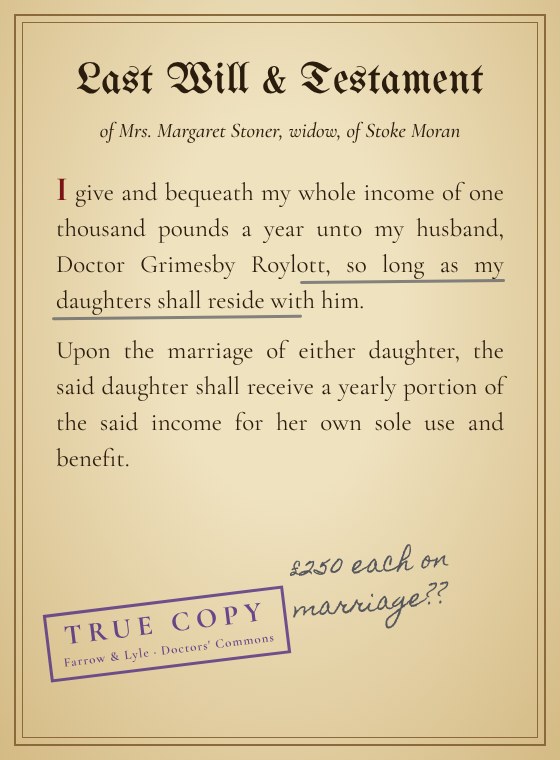 Last Will & Testament
of Mrs. Margaret Stoner, widow, of Stoke Moran
I give and bequeath my whole income of one
thousand pounds a year unto my husband,
Doctor Grimesby Roylott, so long as my
daughters shall reside with him.
Upon the marriage of either daughter, the
said daughter shall receive a yearly portion of
the said income for her own sole use and
benefit.
£250 each on
marriage??
TRUE COPY
Farrow & Lyle · Doctors' Commons